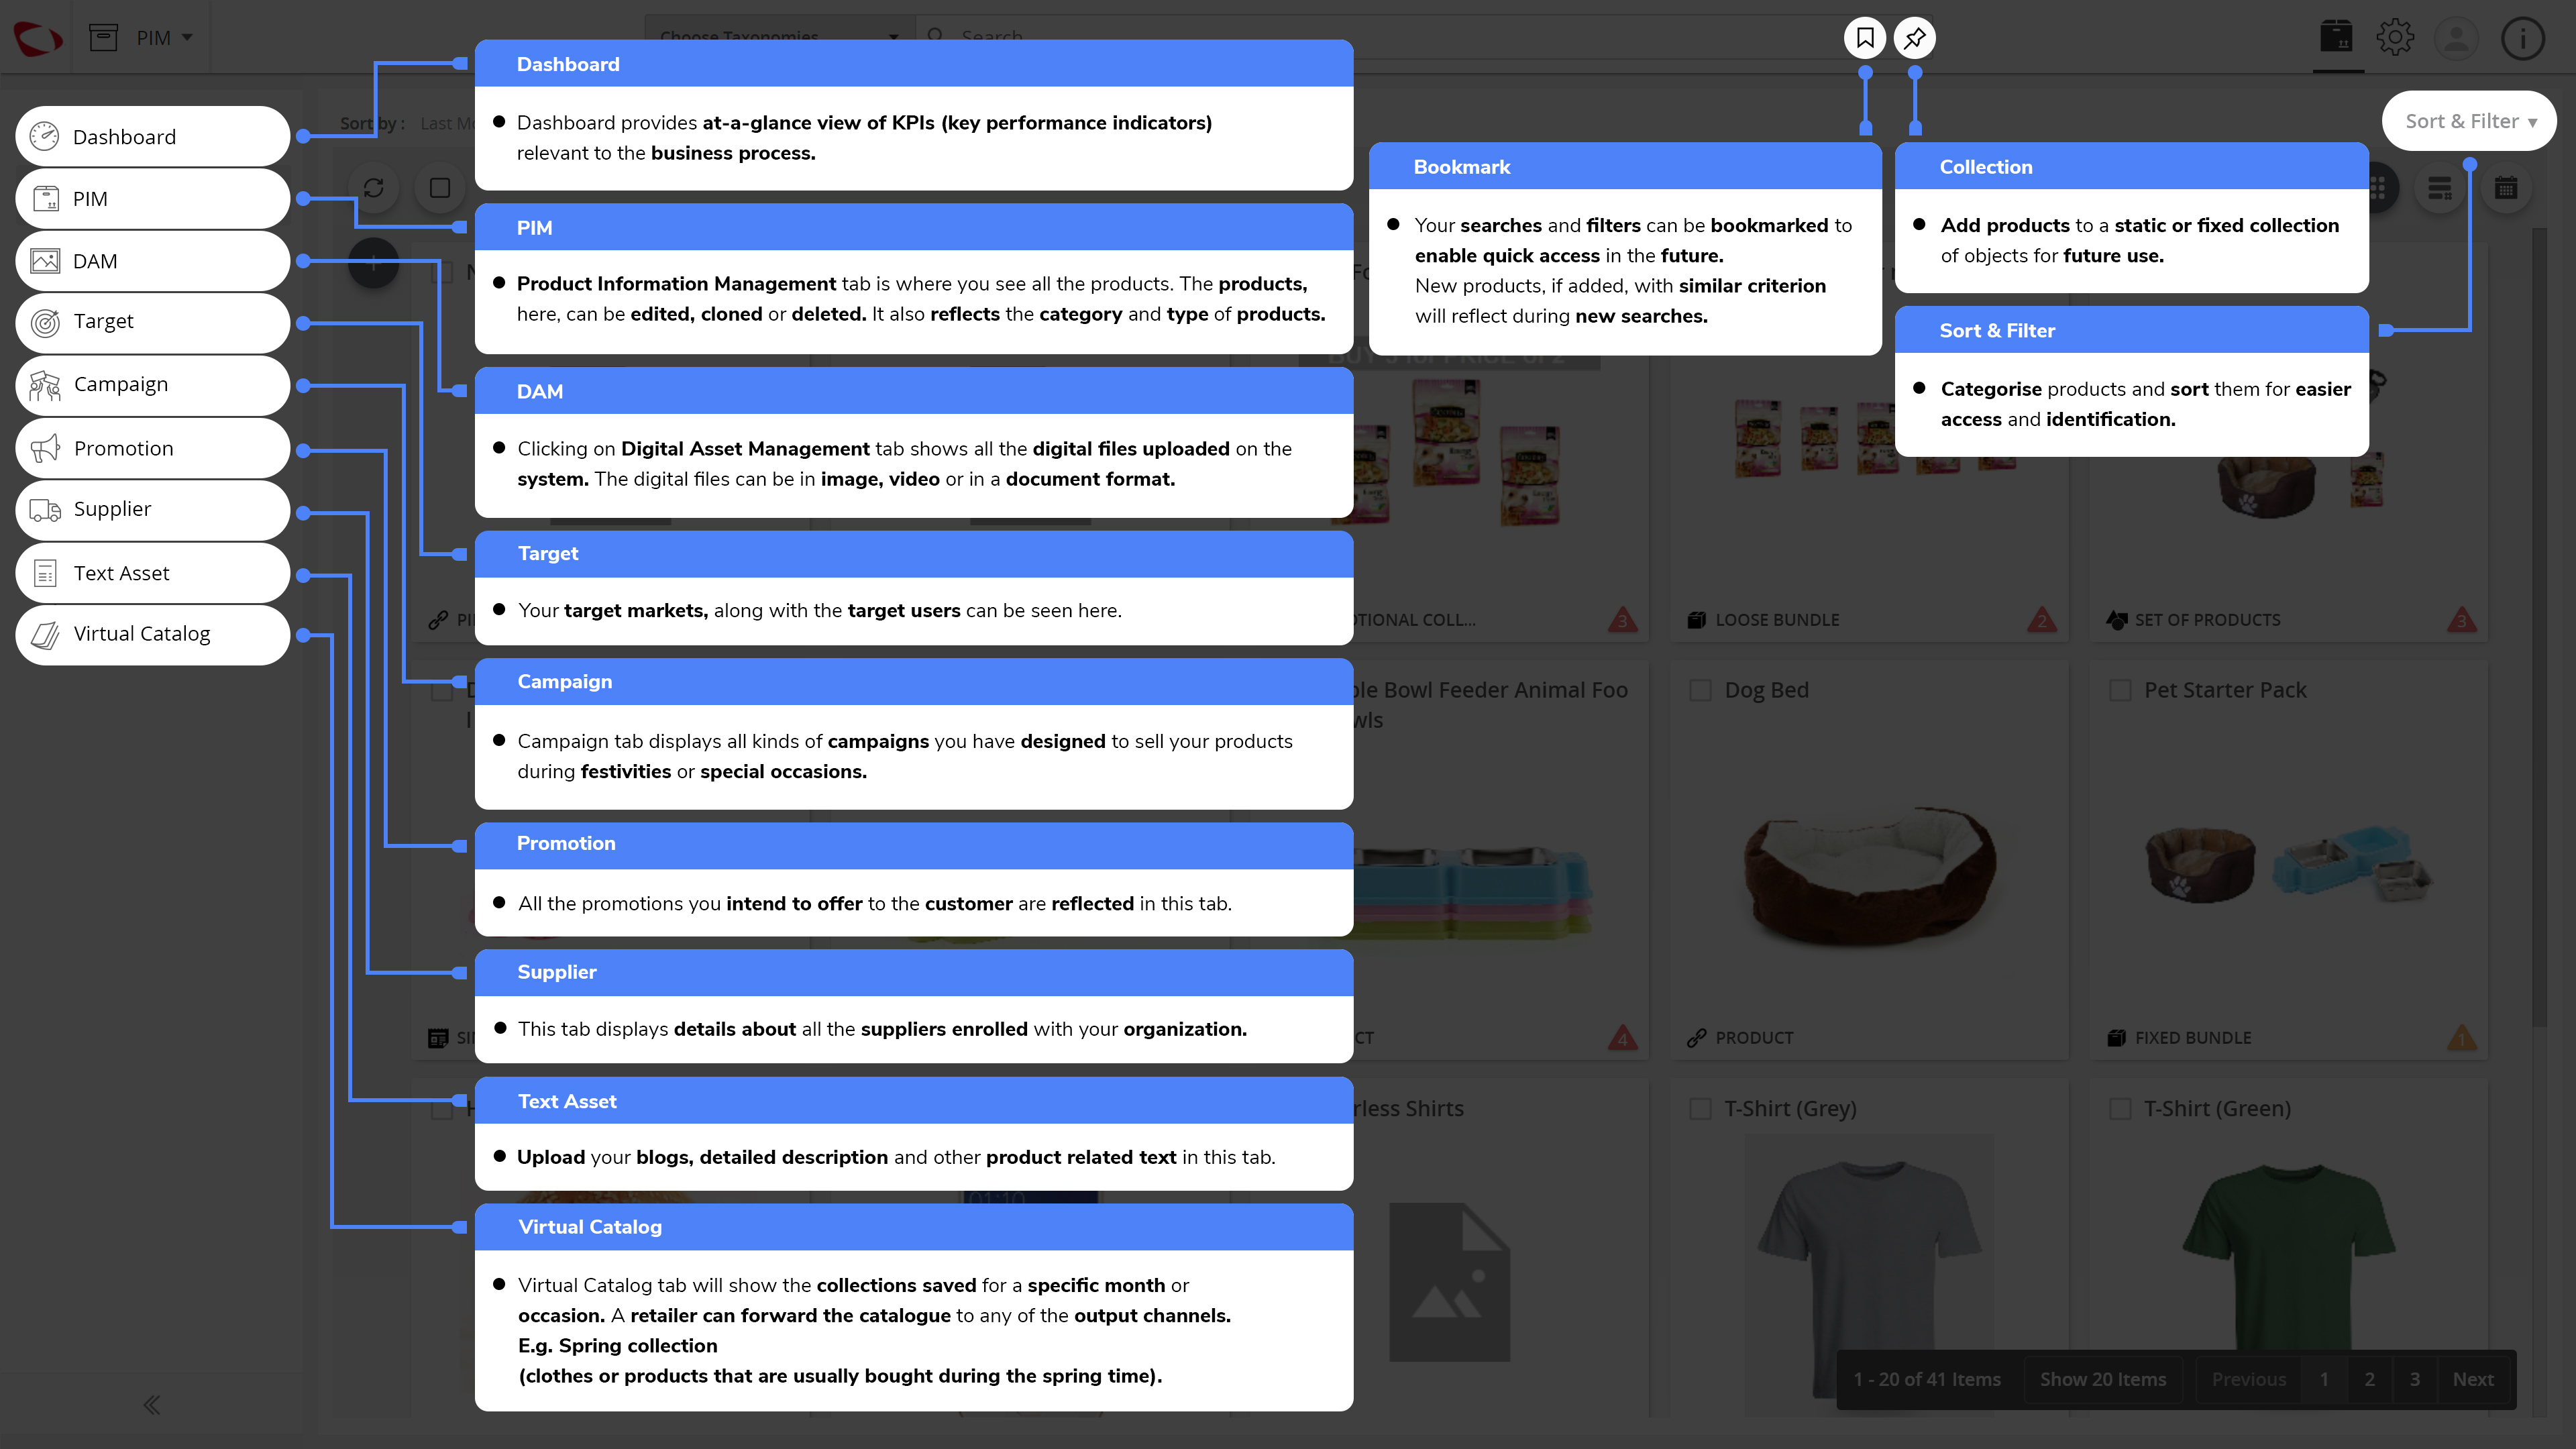 PIM
Choose Taxonomies
Search
Sort by :
Dashboard
PIM
DAM
Target
Campaign
Promotion
Supplier
Text Asset
Virtual Catalog
Dashboard
Dashboard provides at-a-glance view of KPIs (key performance indicators)
relevant to the business process.
PIM
Product Information Management tab is where you see all the products. The products,
here, can be edited, cloned or deleted. It also reflects the category and type of products.
DAM
Clicking on Digital Asset Management tab shows all the digital files uploaded on the
system. The digital files can be in image, video or in a document format.
Target
Your target markets, along with the target users can be seen here.
Campaign
Campaign tab displays all kinds of campaigns you have designed to sell your products
during festivities or special occasions.
Promotion
All the promotions you intend to offer to the customer are reflected in this tab.
Supplier
This tab displays details about all the suppliers enrolled with your organization.
Text Asset
Upload your blogs, detailed description and other product related text in this tab.
Virtual Catalog
Virtual Catalog tab will show the collections saved for a specific month or
occasion. A retailer can forward the catalogue to any of the output channels.
E.g. Spring collection
(clothes or products that are usually bought during the spring time).
Bookmark
Your searches and filters can be bookmarked to
enable quick access in the future.
New products, if added, with similar criterion
will reflect during new searches.
Collection
Add products to a static or fixed collection
of objects for future use.
Sort & Filter
Sort & Filter
Categorise products and sort them for easier
access and identification.
3
LOOSE BUNDLE
2
SET OF PRODUCTS
3
Bowl Feeder Animal Foo
Dog Bed
Pet Starter Pack
4
PRODUCT
FIXED BUNDLE
1
Shirts
T-Shirt (Grey)
T-Shirt (Green)
01:10
1 - 20 of 41 Items
Show 20 Items
Previous
1
2
3
Next